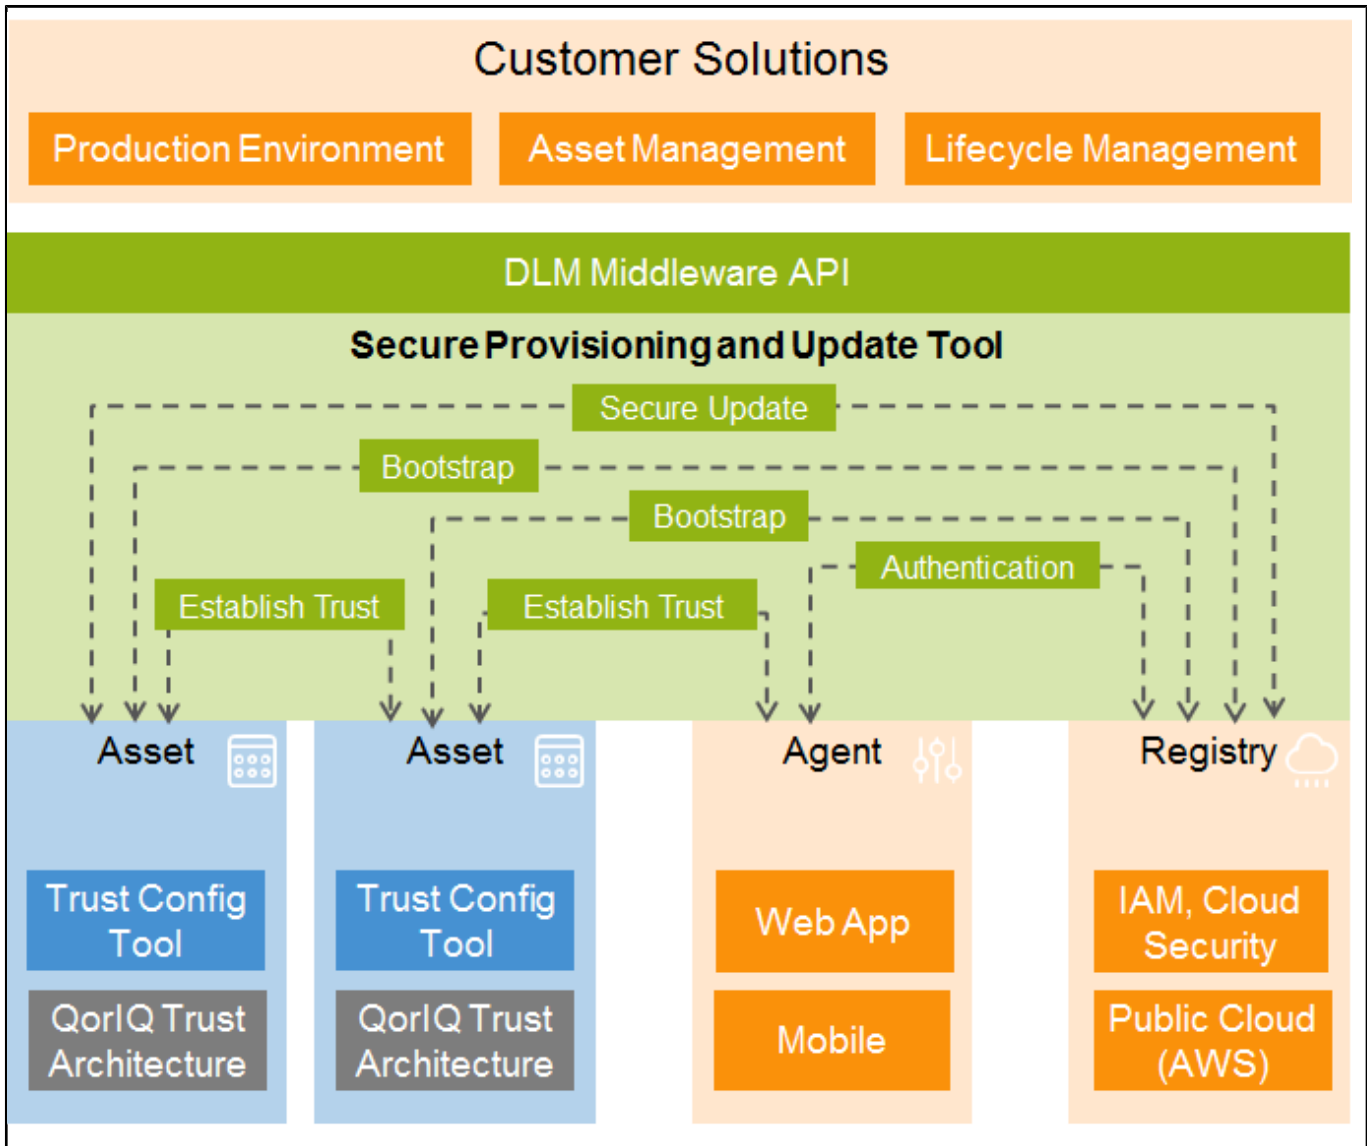 Customer Solutions
Production Environment
Asset Management
Lifecycle Management
DLM Middleware API
Secure Provisioning and Update Tool
Secure Update
Bootstrap
Bootstrap
Authentication
Establish Trust
Establish Trust
Asset
Asset
Agent
Registry
Trust Config
Tool
Trust Config
Tool
Web App
IAM, Cloud
Security
QorIQ Trust
Architecture
QorIQ Trust
Architecture
Mobile
Public Cloud
(AWS)